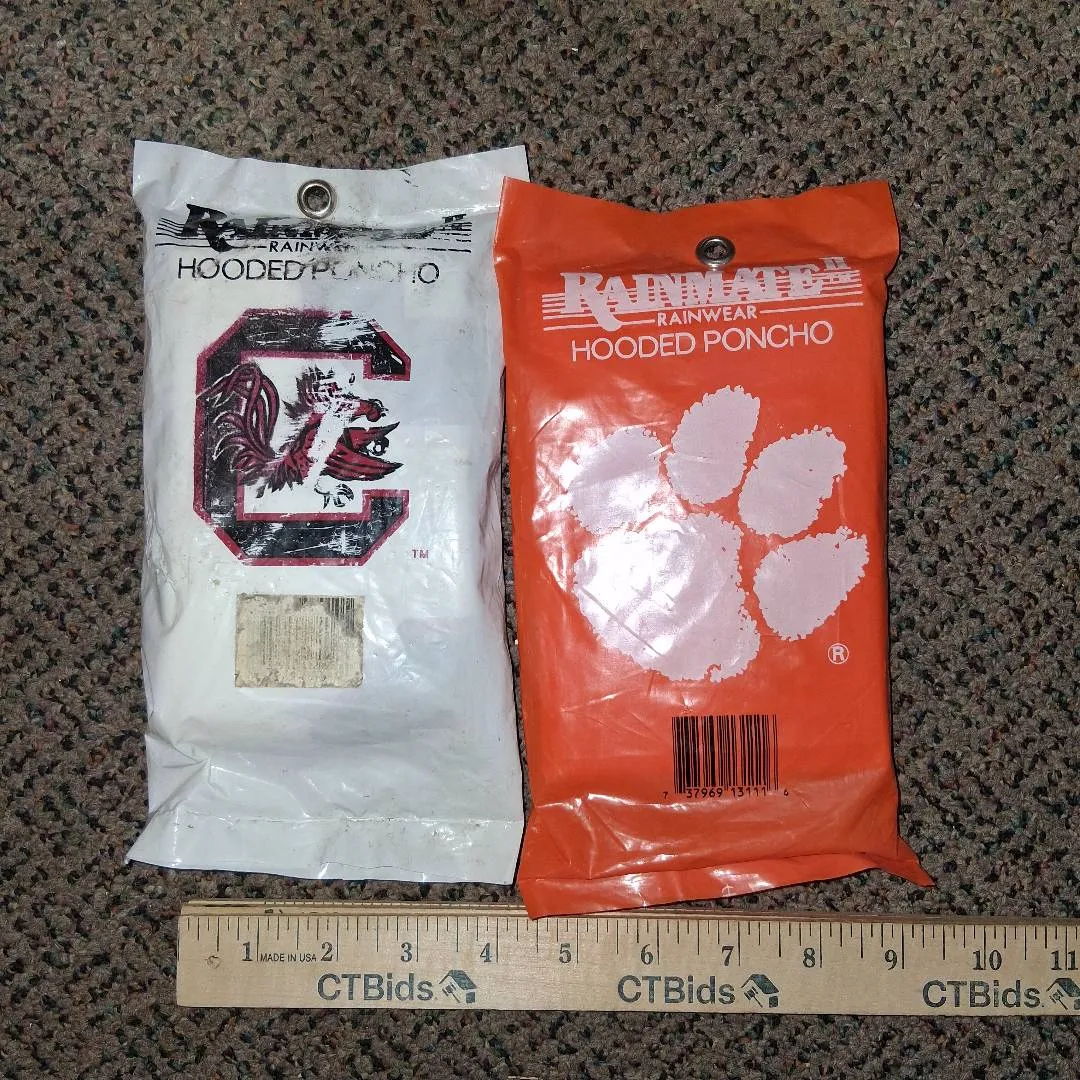 RAINWEAR
HOODED PONCHO
TM
RAINMATE II
RAINWEAR
HOODED PONCHO
®
7 37969 13111 6
1 2 3 4 5 6 7 8 9 10 11
MADE IN USA
CTBids CTBids CTBids